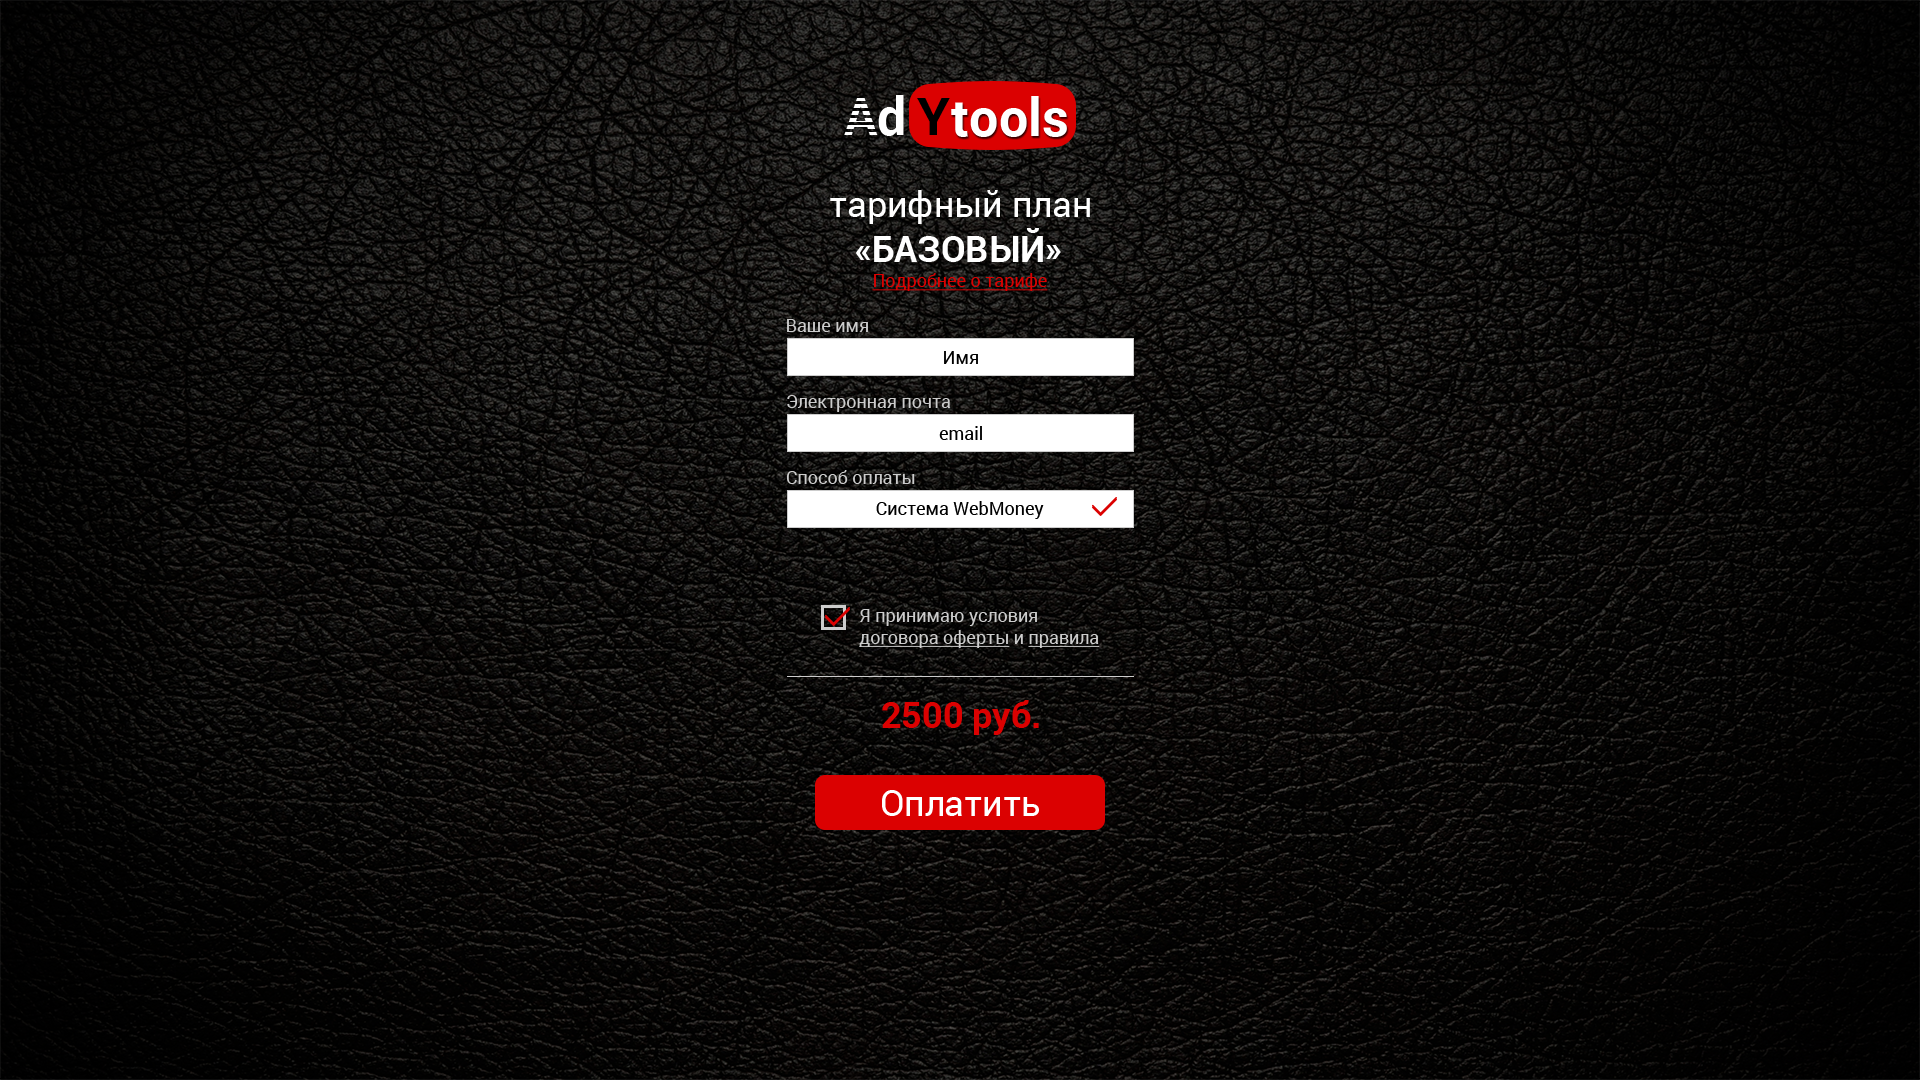 AdYtools
тарифный план
«БАЗОВЫЙ»
Подробнее о тарифе
Ваше имя
Имя
Электронная почта
email
Способ оплаты
Система WebMoney
Я принимаю условия
договора оферты и правила
2500 руб.
Оплатить